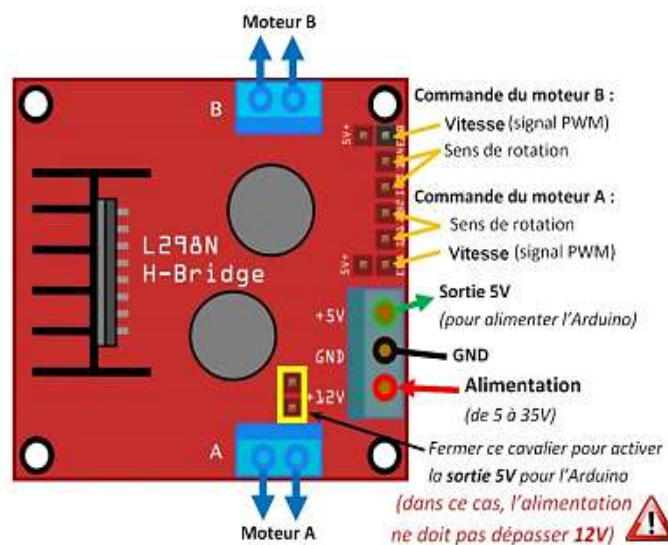 Moteur B
B
Commande du moteur B :
5V+
Vitesse (signal PWM)
Sens de rotation
Commande du moteur A :
Sens de rotation
5V+
Vitesse (signal PWM)
L298N
H-Bridge
+5V
Sortie 5V
(pour alimenter l'Arduino)
GND
GND
+12V
Alimentation
(de 5 à 35V)
A
Fermer ce cavalier pour activer
la sortie 5V pour l'Arduino
(dans ce cas, l'alimentation
ne doit pas dépasser 12V)
!
Moteur A